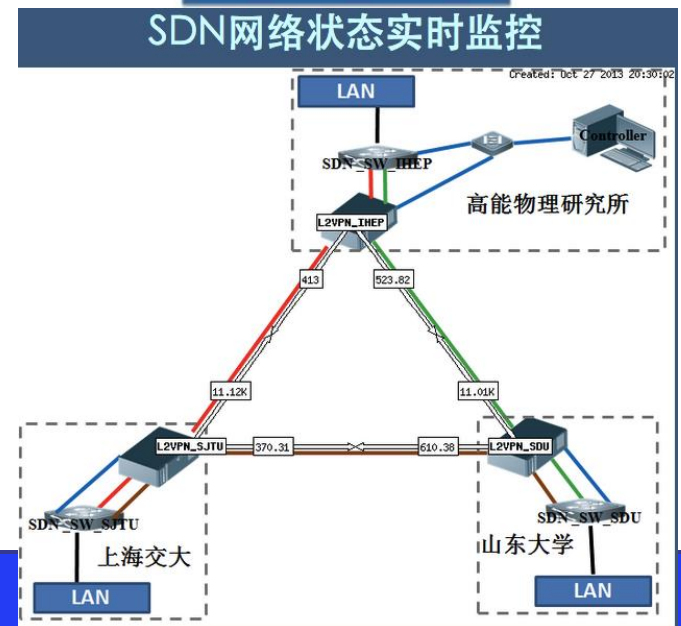 SDN网络状态实时监控
Created: Oct 27 2013 20:30:02
LAN
Controller
SDN_SW_IHEP
高能物理研究所
L2VPN_IHEP
413
523.82
11.12K
11.01K
L2VPN_SJTU
370.31
610.38
L2VPN_SDU
SDN_SW_SJTU
SDN_SW_SDU
上海交大
山东大学
LAN
LAN